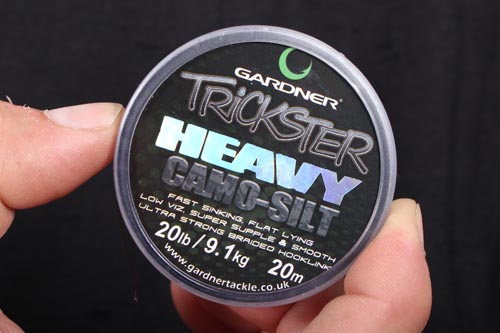 GARDNER®
TRiCKSTER
HEAVY
CAMO-SILT
FAST SINKING, FLAT LYING
LOW VIZ, SUPER SUPPLE & SMOOTH
ULTRA STRONG BRAIDED HOOKLINK
20lb/9.1kg 20m
www.gardnertackle.co.uk